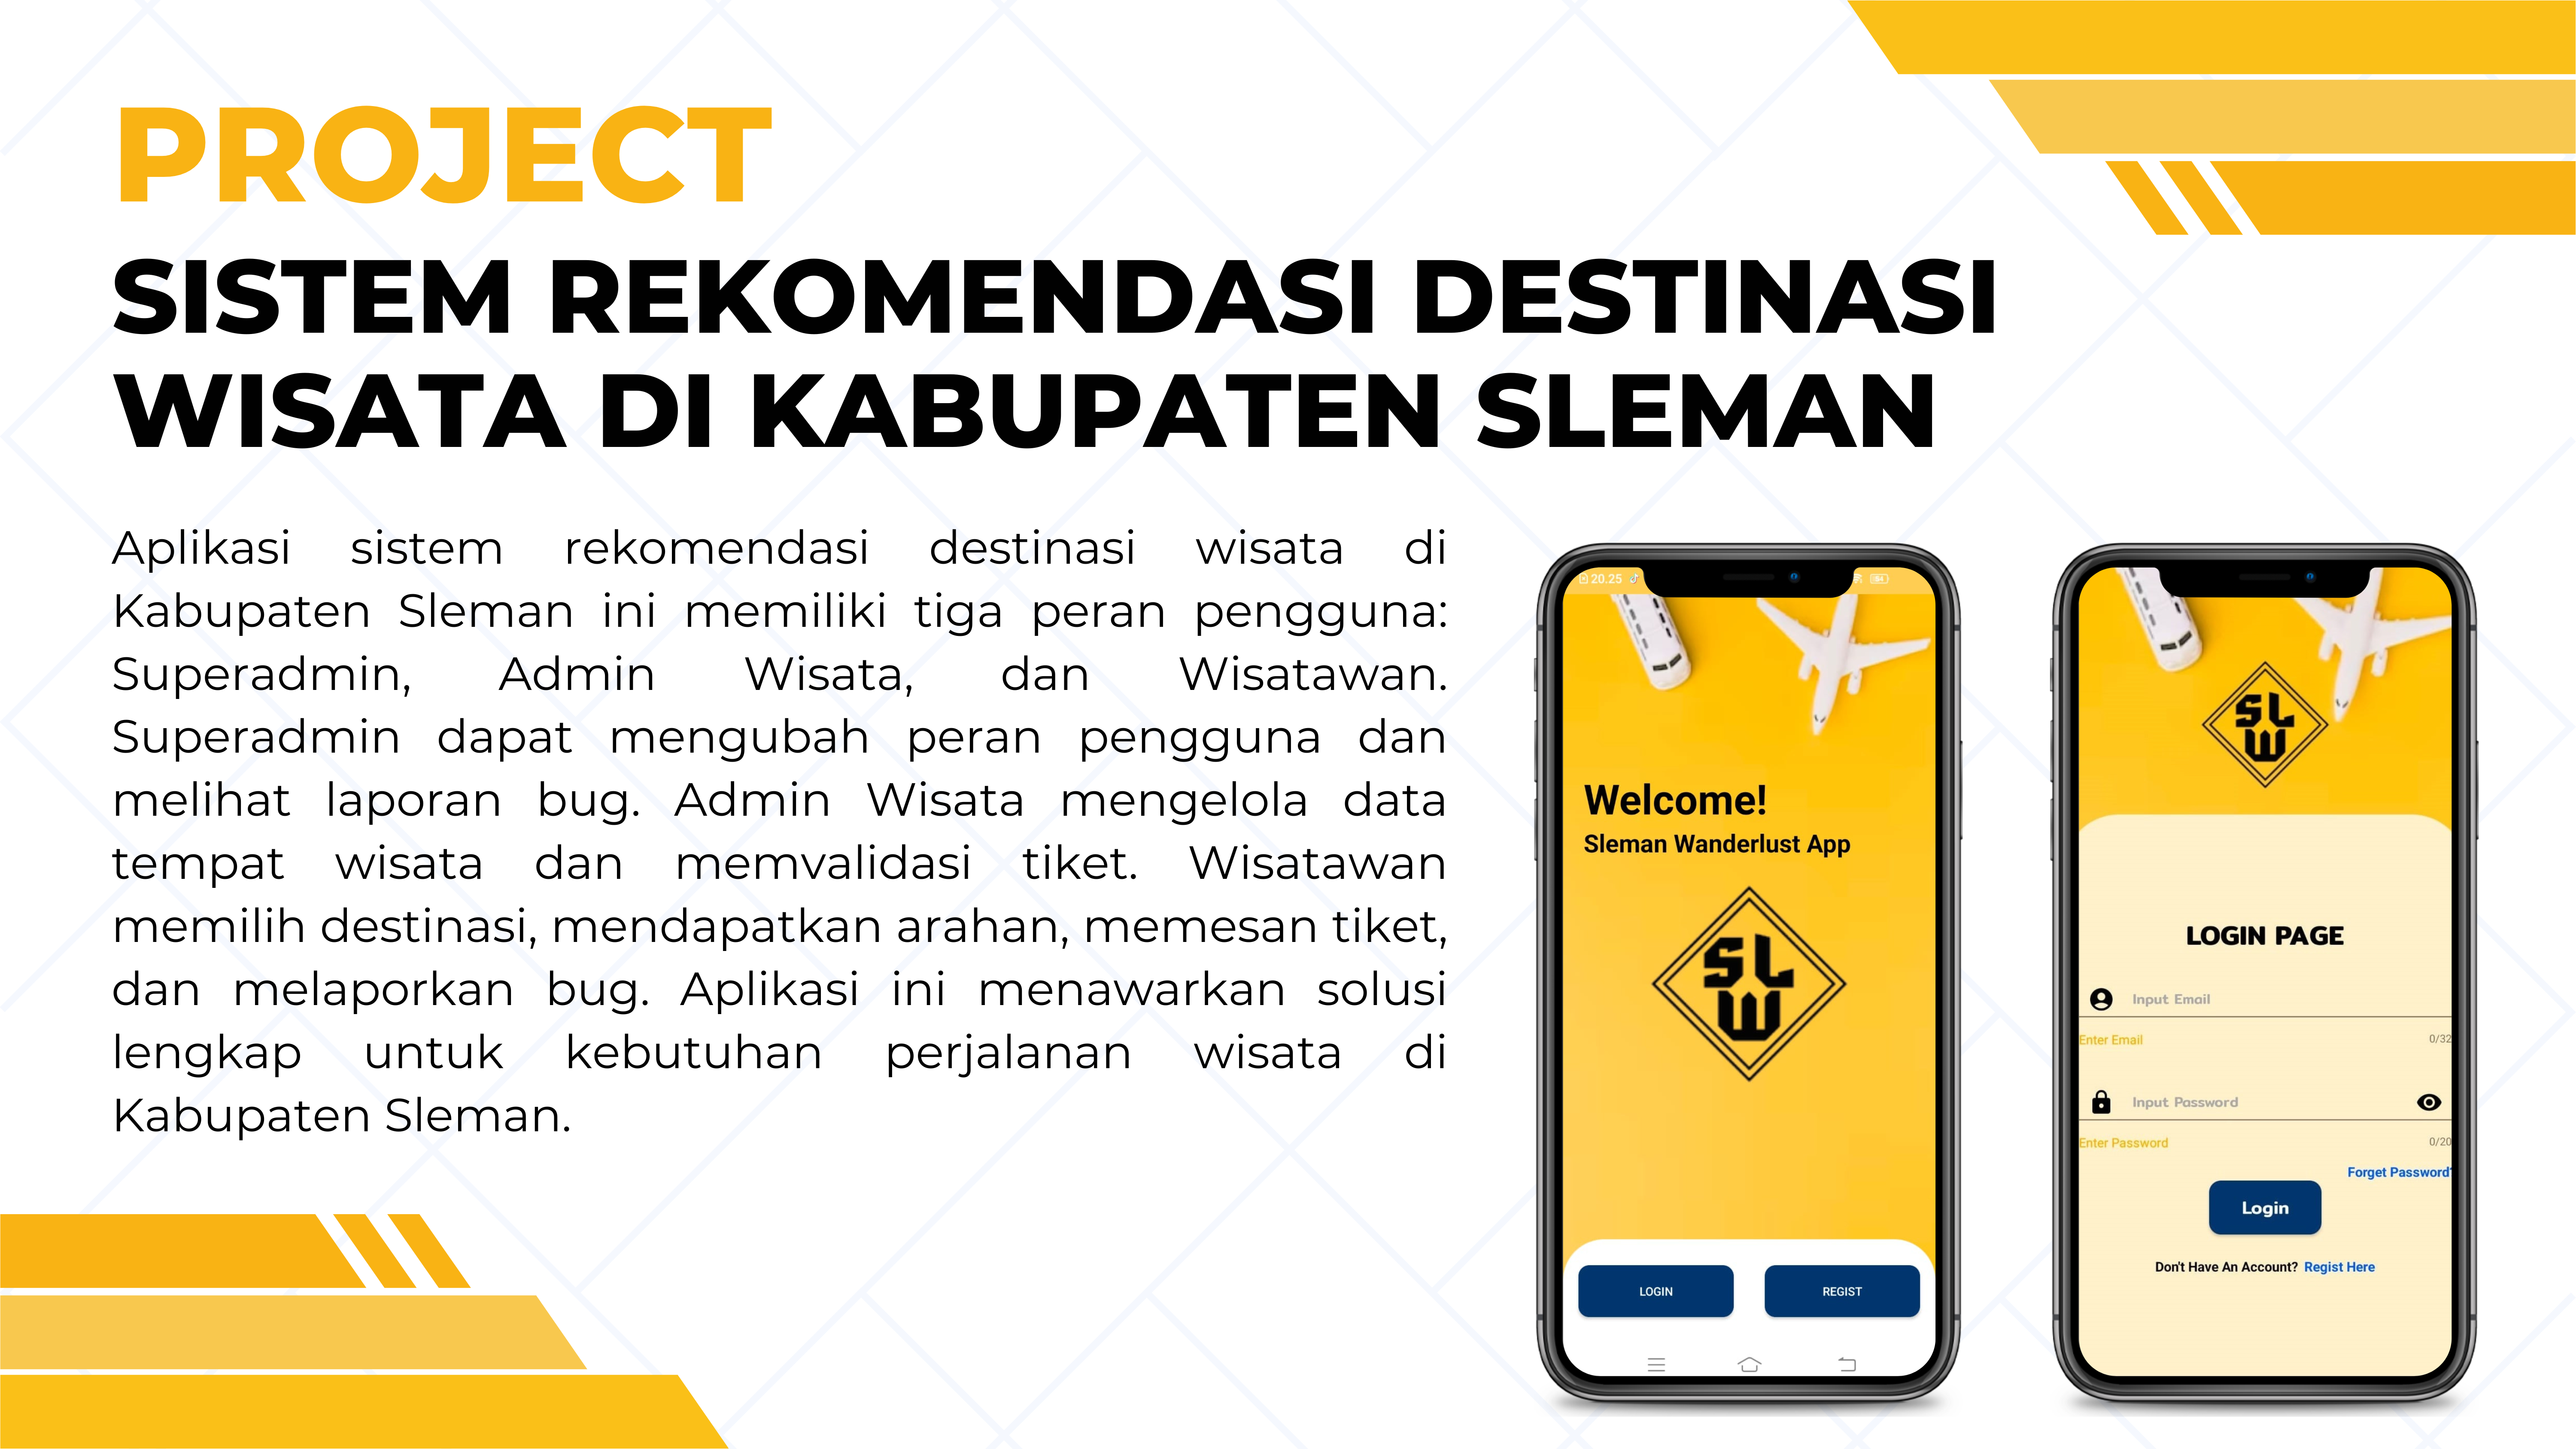 PROJECT
SISTEM REKOMENDASI DESTINASI
WISATA DI KABUPATEN SLEMAN
Aplikasi sistem rekomendasi destinasi wisata di
Kabupaten Sleman ini memiliki tiga peran pengguna:
Superadmin, Admin Wisata, dan Wisatawan.
Superadmin dapat mengubah peran pengguna dan
melihat laporan bug. Admin Wisata mengelola data
tempat wisata dan memvalidasi tiket. Wisatawan
memilih destinasi, mendapatkan arahan, memesan tiket,
dan melaporkan bug. Aplikasi ini menawarkan solusi
lengkap untuk kebutuhan perjalanan wisata di
Kabupaten Sleman.
20.25
84
Welcome!
Sleman Wanderlust App
SL
W
LOGIN REGIST
SL
W
LOGIN PAGE
Input Email
Enter Email 0/32
Input Password
Enter Password 0/20
Forget Password?
Login
Don't Have An Account? Regist Here